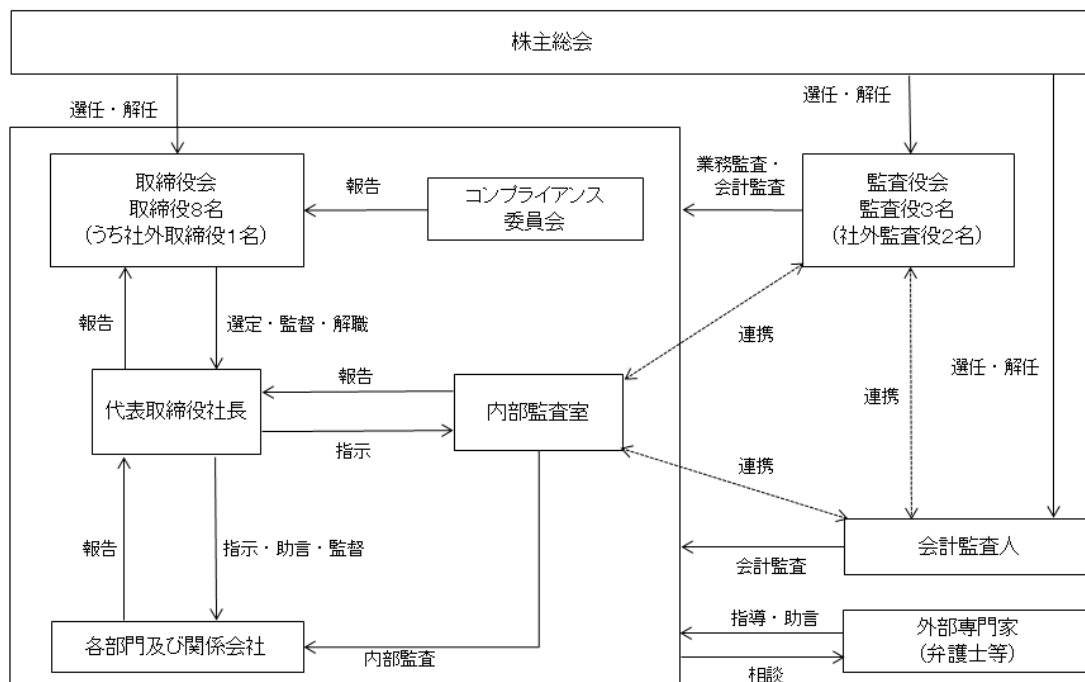 株主総会
選任・解任
選任・解任
取締役会
取締役8名
(うち社外取締役1名)
報告
コンプライアンス
委員会
業務監査・
会計監査
監査役会
監査役3名
(社外監査役2名)
報告
選定・監督・解職
連携
報告
代表取締役社長
内部監査室
指示
選任・解任
連携
連携
報告
指示・助言・監督
会計監査人
会計監査
各部門及び関係会社
内部監査
指導・助言
外部専門家
(弁護士等)
相談